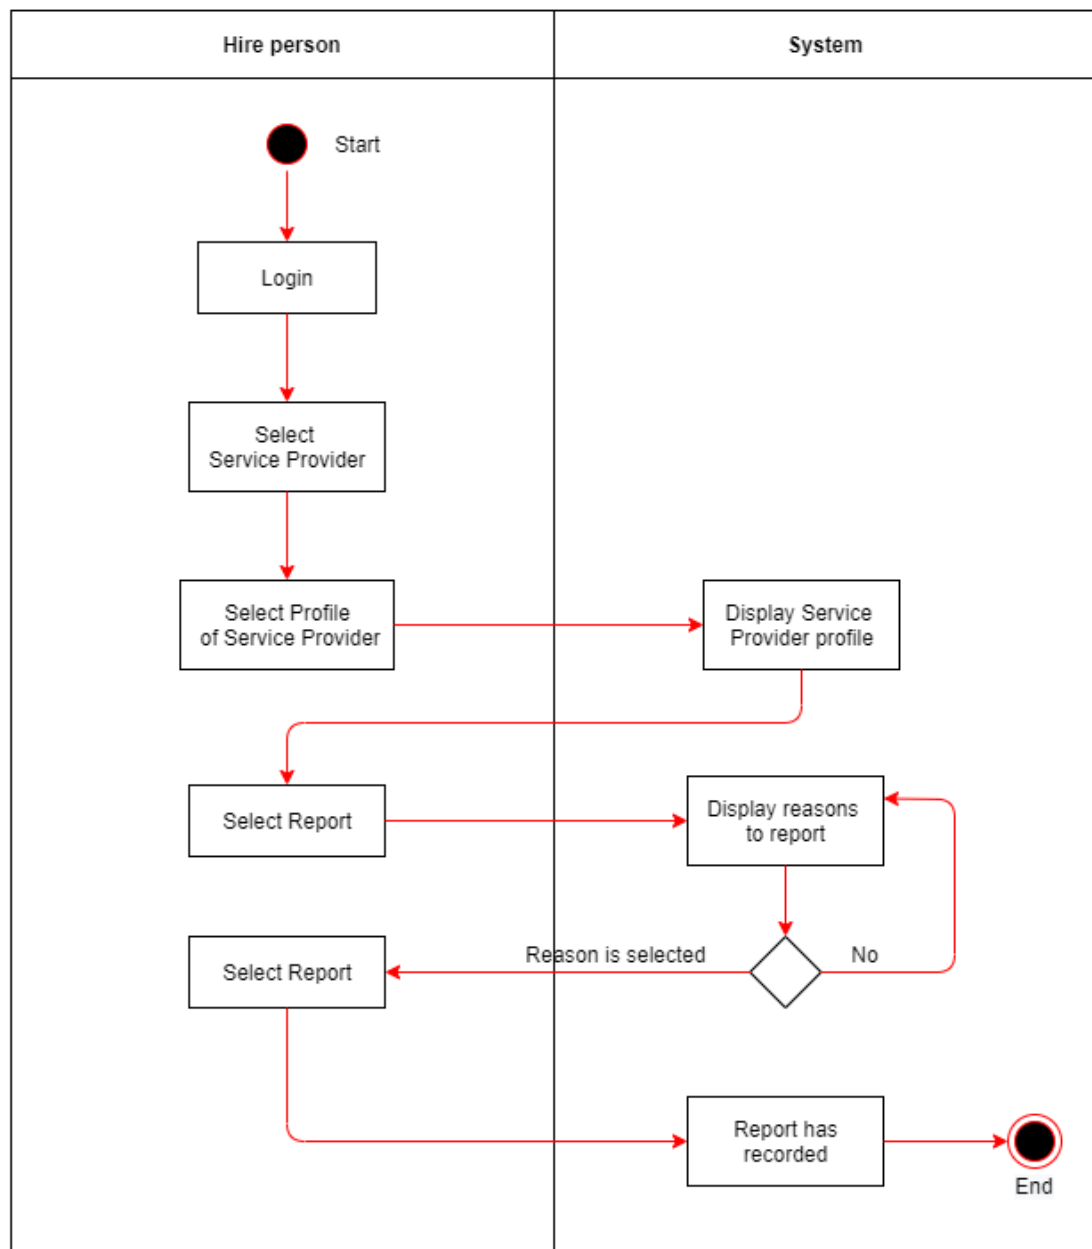 Hire person
System
Start
Login
Select
Service Provider
Select Profile
of Service Provider
Display Service
Provider profile
Select Report
Display reasons
to report
Select Report
Reason is selected
No
Report has
recorded
End